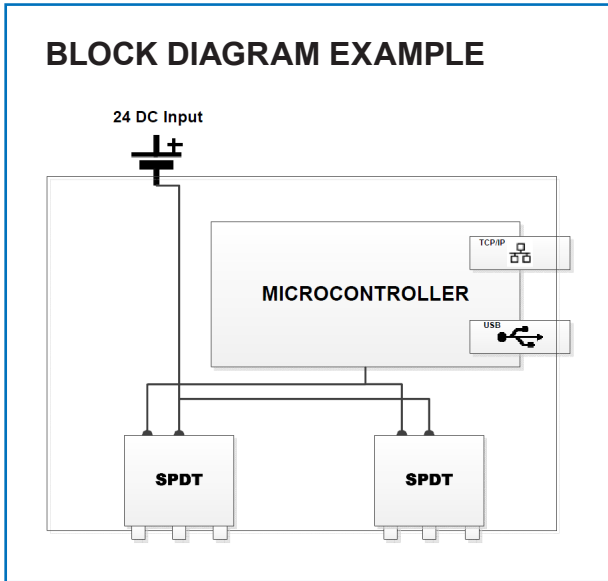 BLOCK DIAGRAM EXAMPLE
24 DC Input
+
TCP/IP
MICROCONTROLLER
USB
SPDT
SPDT